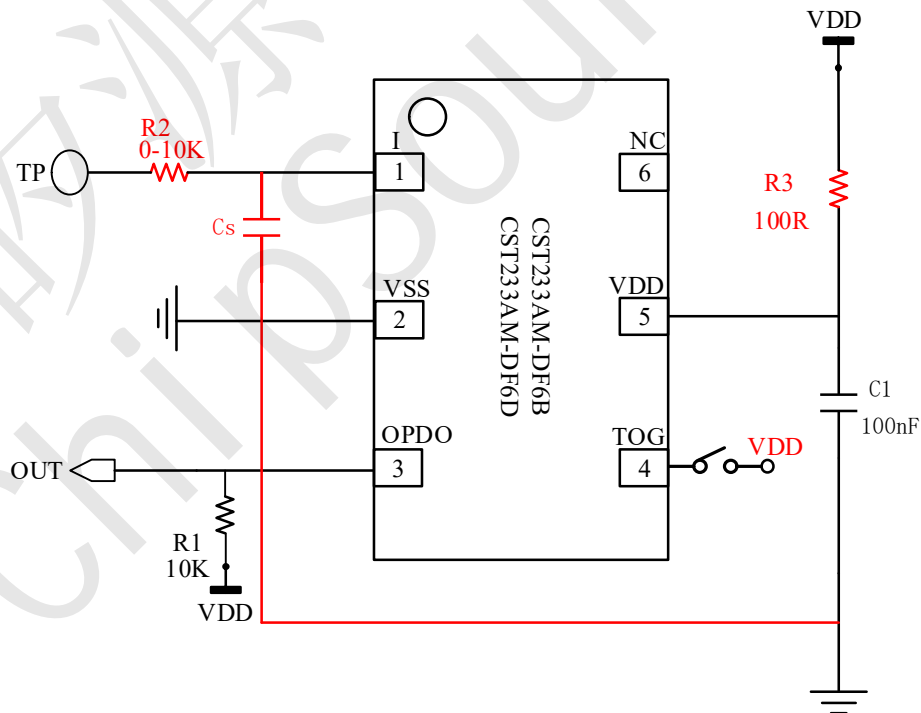 VDD
R2
0-10K
I
NC
TP
1
6
R3
100R
Cs
CST233AM-DF6B
CST233AM-DF6D
VSS
VDD
2
5
C1
100nF
OPDO
TOG
VDD
OUT
3
4
R1
10K
VDD
Chipsour